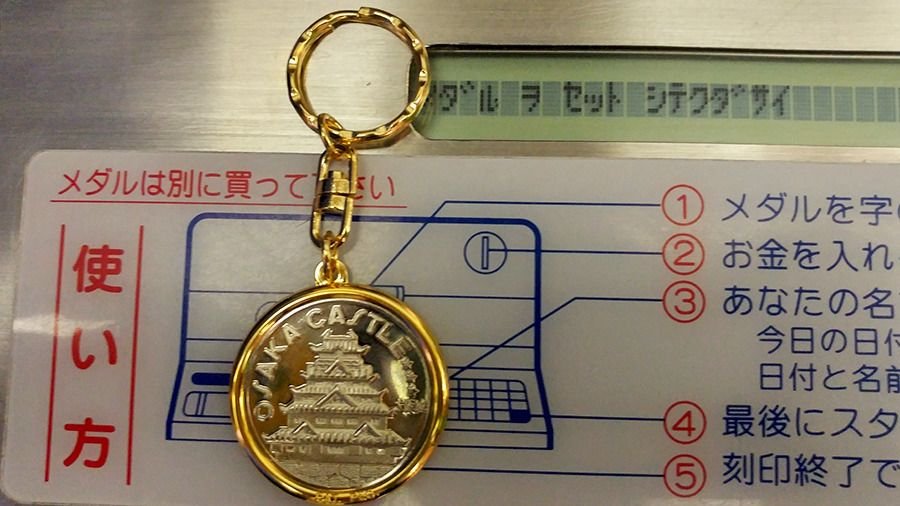 ダル ヲ セット シテクダサイ
メダルは別に買って下さい
使い方
① メダルを字
② お金を入れ
③ あなたの名
今日の日付
日付と名前
④ 最後にスタ
⑤ 刻印終了で
OSAKA CASTLE